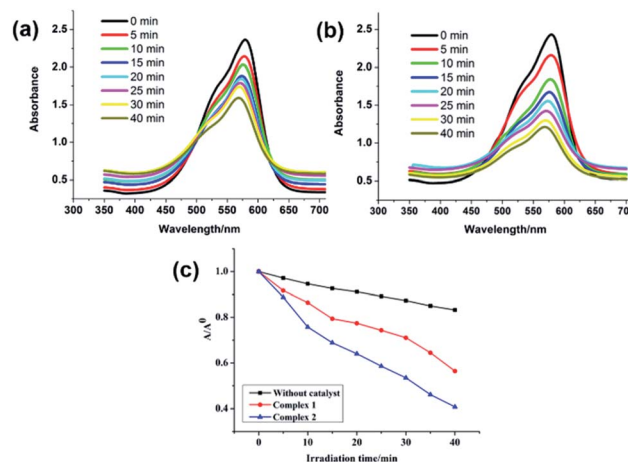 (a)
0 min
5 min
10 min
15 min
20 min
25 min
30 min
40 min
Absorbance
2.5
2.0
1.5
1.0
0.5
300 350 400 450 500 550 600 650 700
Wavelength/nm
(b)
0 min
5 min
10 min
15 min
20 min
25 min
30 min
40 min
Absorbance
2.5
2.0
1.5
1.0
0.5
300 350 400 450 500 550 600 650 700
Wavelength/nm
(c)
A/A⁰
1.0
0.8
0.6
0.4
Without catalyst
Complex 1
Complex 2
0 10 20 30 40
Irradiation time/min